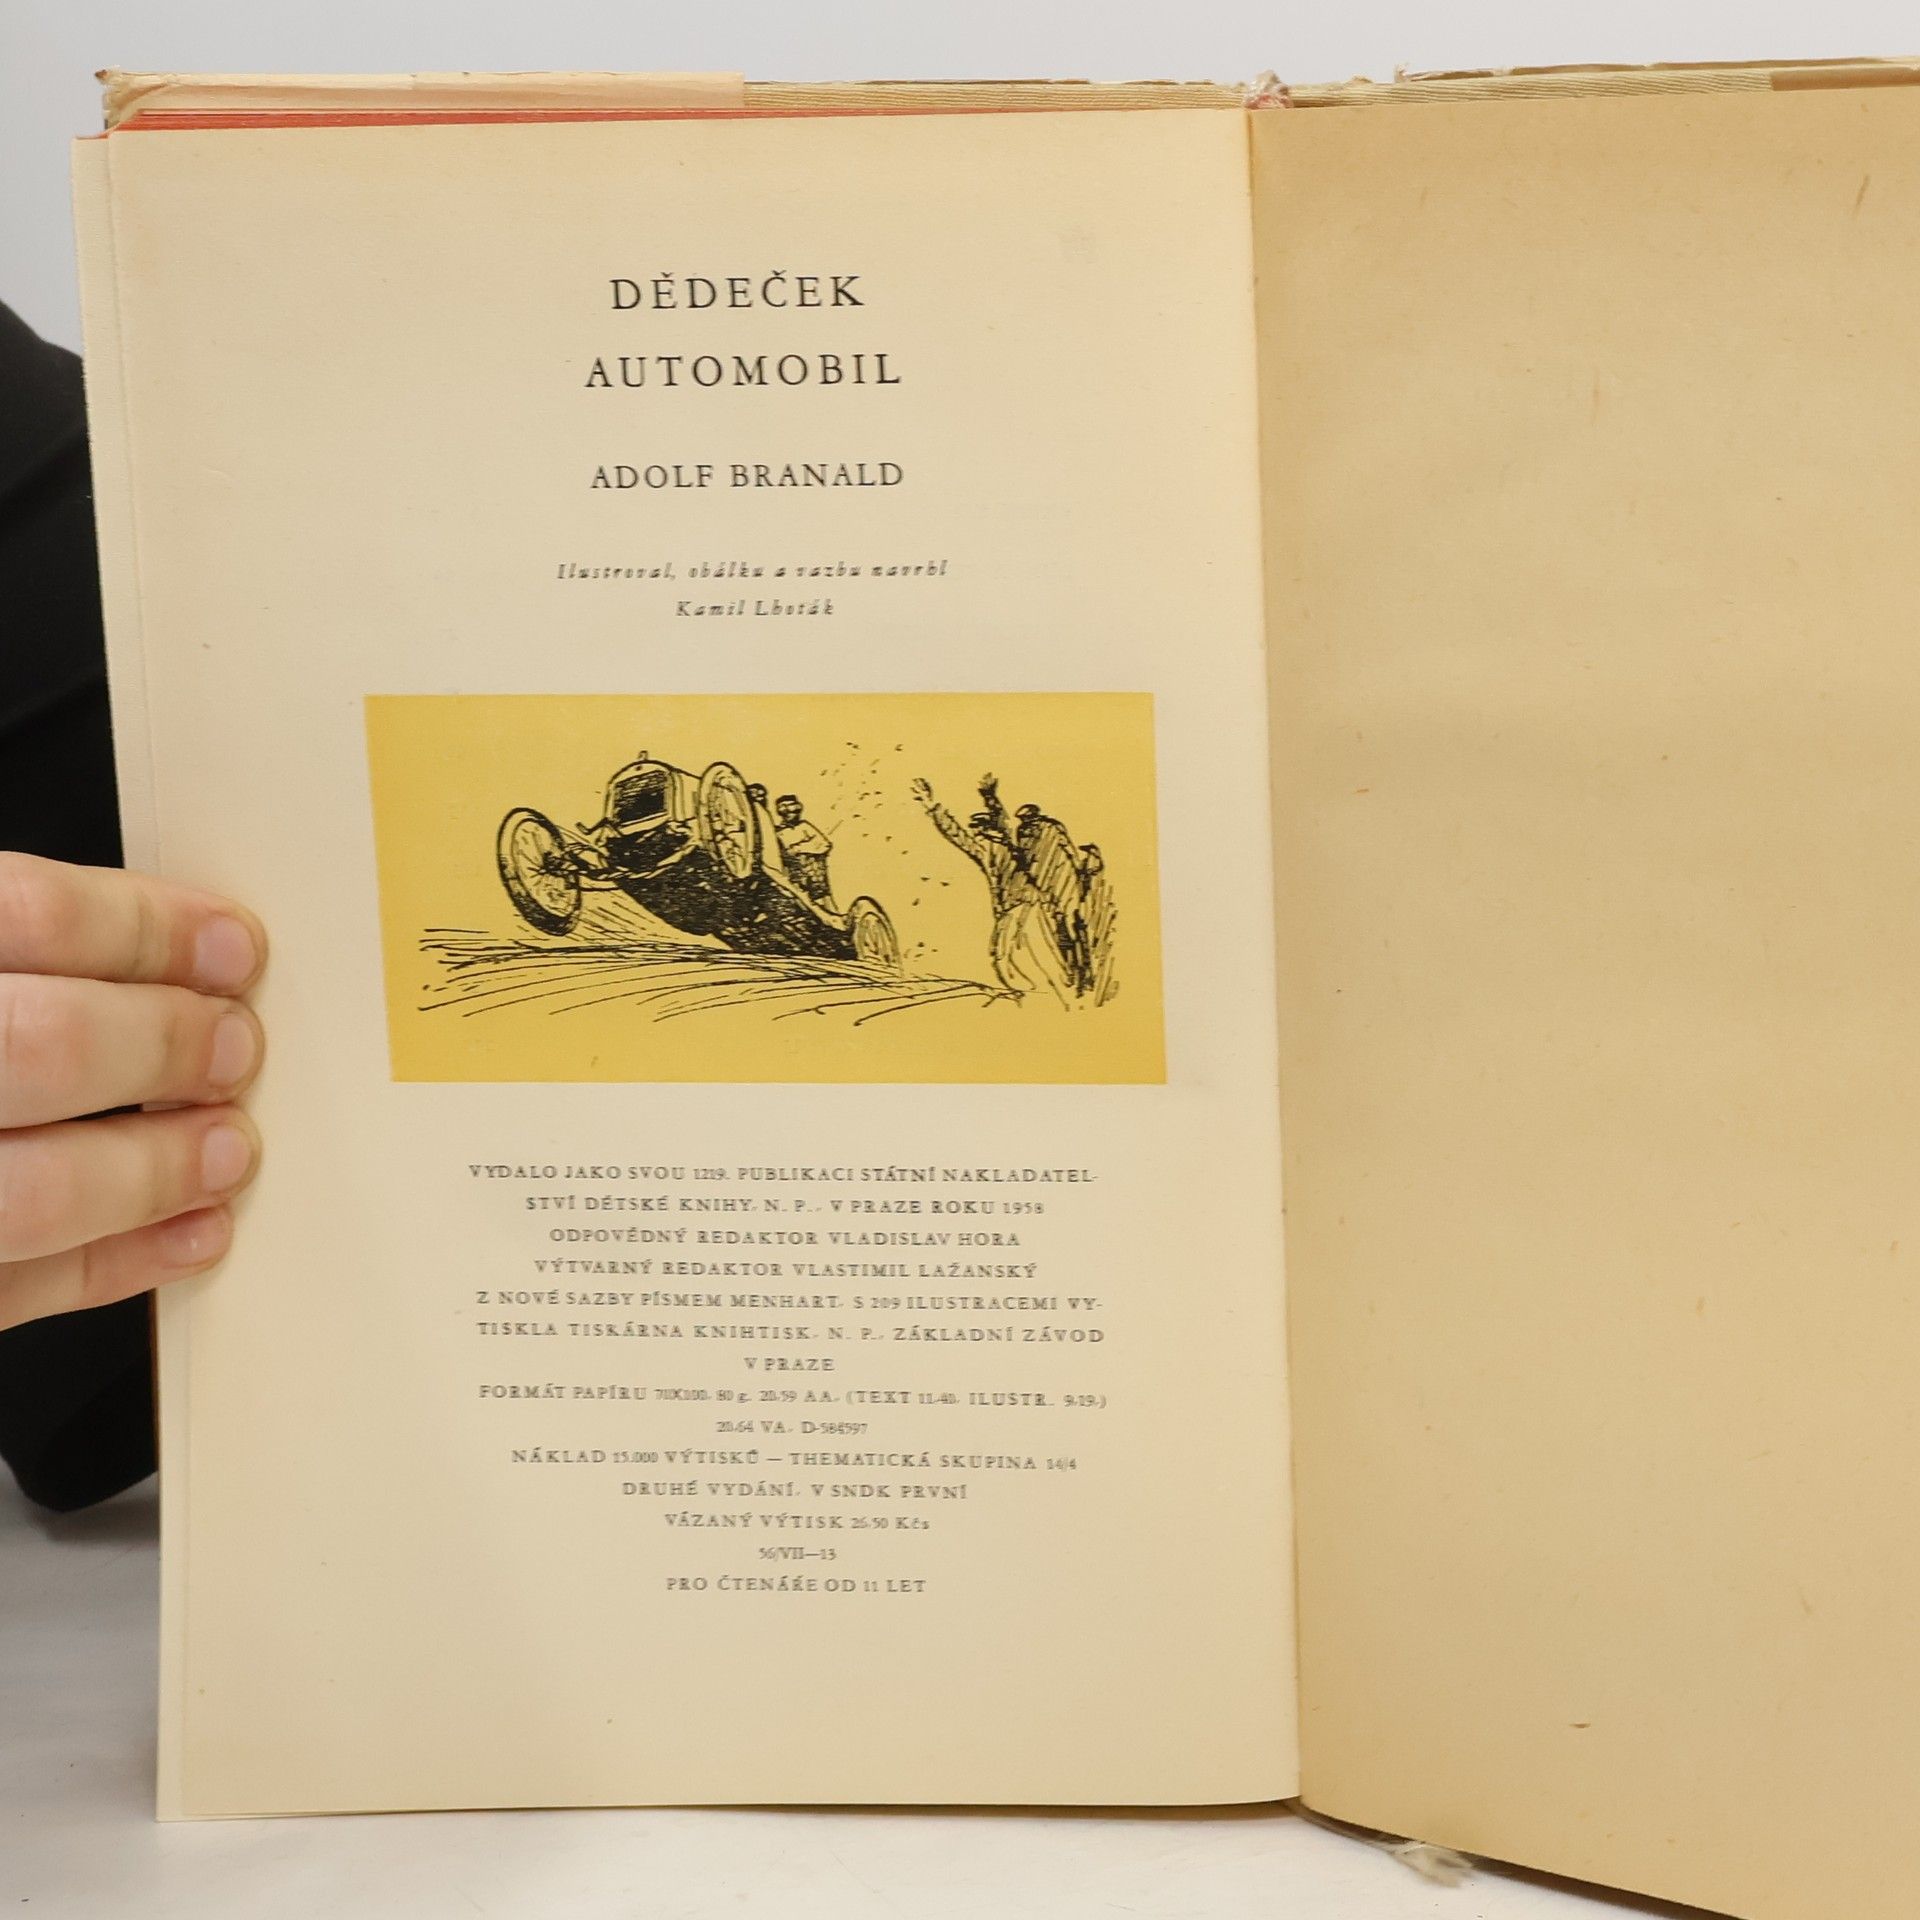 DĚDEČEK
AUTOMOBIL
ADOLF BRANALD
Ilustroval, obálku a vazbu navrhl
Kamil Lhoták
VYDALO JAKO SVOU 1219. PUBLIKACI STÁTNÍ NAKLADATEL-
STVÍ DĚTSKÉ KNIHY, N. P., V PRAZE ROKU 1958
ODPOVĚDNÝ REDAKTOR VLADISLAV HORA
VÝTVARNÝ REDAKTOR VLASTIMIL LAŽANSKÝ
Z NOVÉ SAZBY PÍSMEM MENHART, S 209 ILUSTRACEMI VY-
TISKLA TISKÁRNA KNIHTISK, N. P., ZÁKLADNÍ ZÁVOD
V PRAZE
FORMÁT PAPÍRU 70X100, 80 g. 20,59 AA, (TEXT 11,40, ILUSTR. 9,19,)
20,64 VA, D-584597
NÁKLAD 15.000 VÝTISKŮ — THEMATICKÁ SKUPINA 14/4
DRUHÉ VYDÁNÍ, V SNDK PRVNÍ
VÁZANÝ VÝTISK 26,50 Kčs
56/VII—13
PRO ČTENÁŘE OD 11 LET